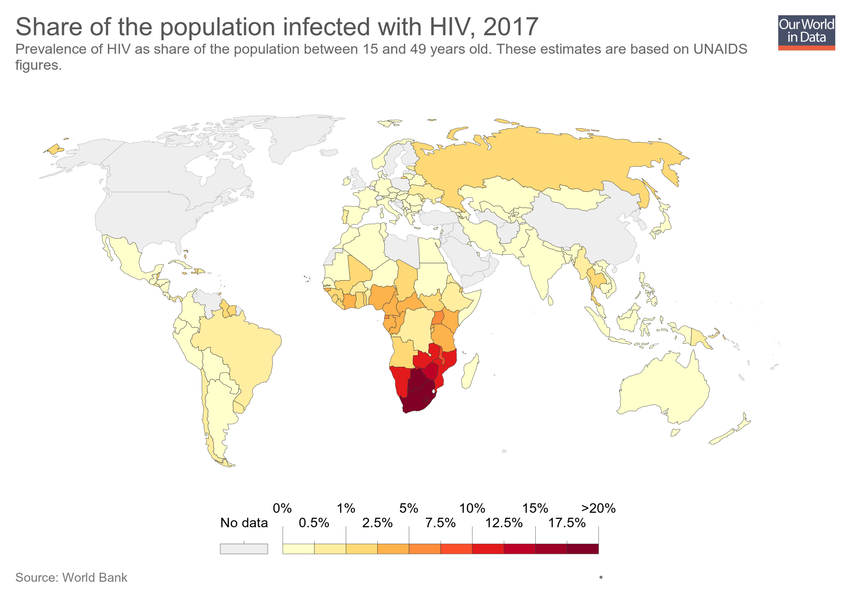 Share of the population infected with HIV, 2017
Our World
in Data
Prevalence of HIV as share of the population between 15 and 49 years old. These estimates are based on UNAIDS
figures.
0% 1% 5% 10% 15% >20%
No data 0.5% 2.5% 7.5% 12.5% 17.5%
Source: World Bank